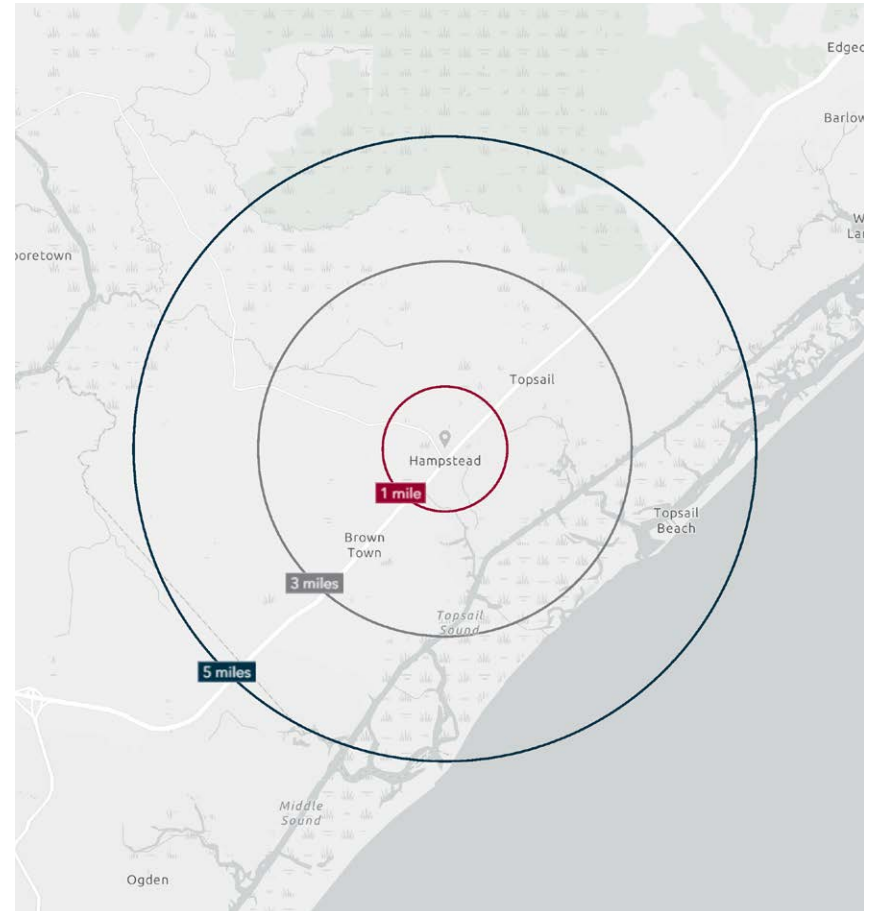 Edgec
Barlow
W
Lar
ooretown
Topsail
Hampstead
1 mile
Topsail
Beach
Brown
Town
3 miles
Topsail
Sound
5 miles
Middle
Sound
Ogden